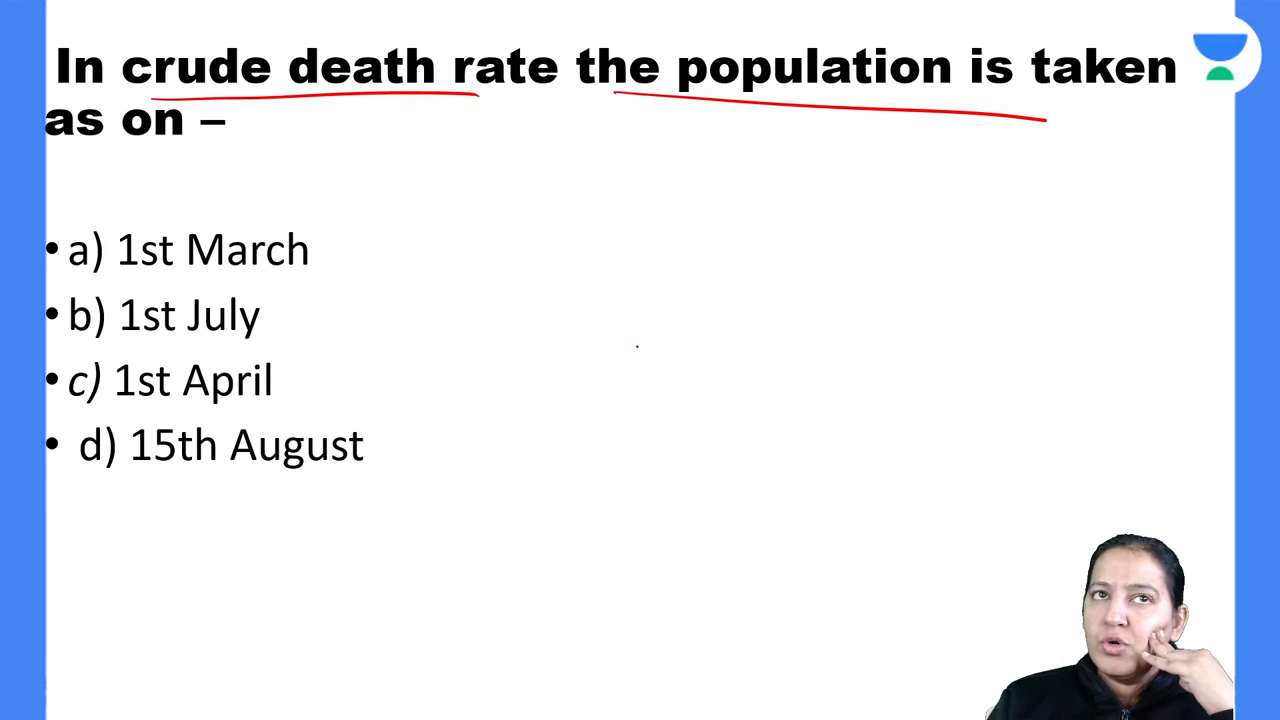 In crude death rate the population is taken
as on –
• a) 1st March
• b) 1st July
• c) 1st April
• d) 15th August